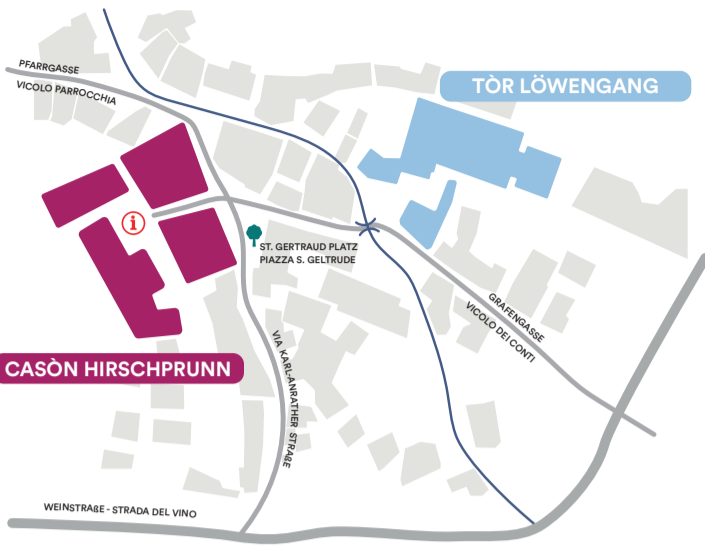 PFARRGASSE
VICOLO PARROCCHIA
TÒR LÖWENGANG
i
ST. GERTRAUD PLATZ
PIAZZA S. GELTRUDE
GRAFENGASSE
VICOLO DEI CONTI
CASÒN HIRSCHPRUNN
VIA KARL-ANRATHER STRAßE
WEINSTRAßE - STRADA DEL VINO